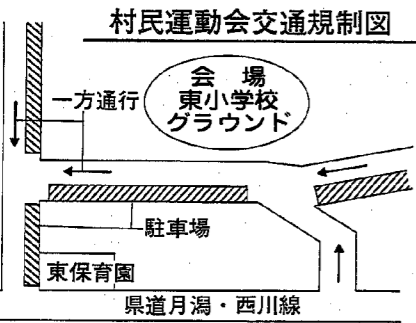 村民運動会交通規制図
会場
東小学校
グラウンド
一方通行
駐車場
東保育園
県道月潟・西川線